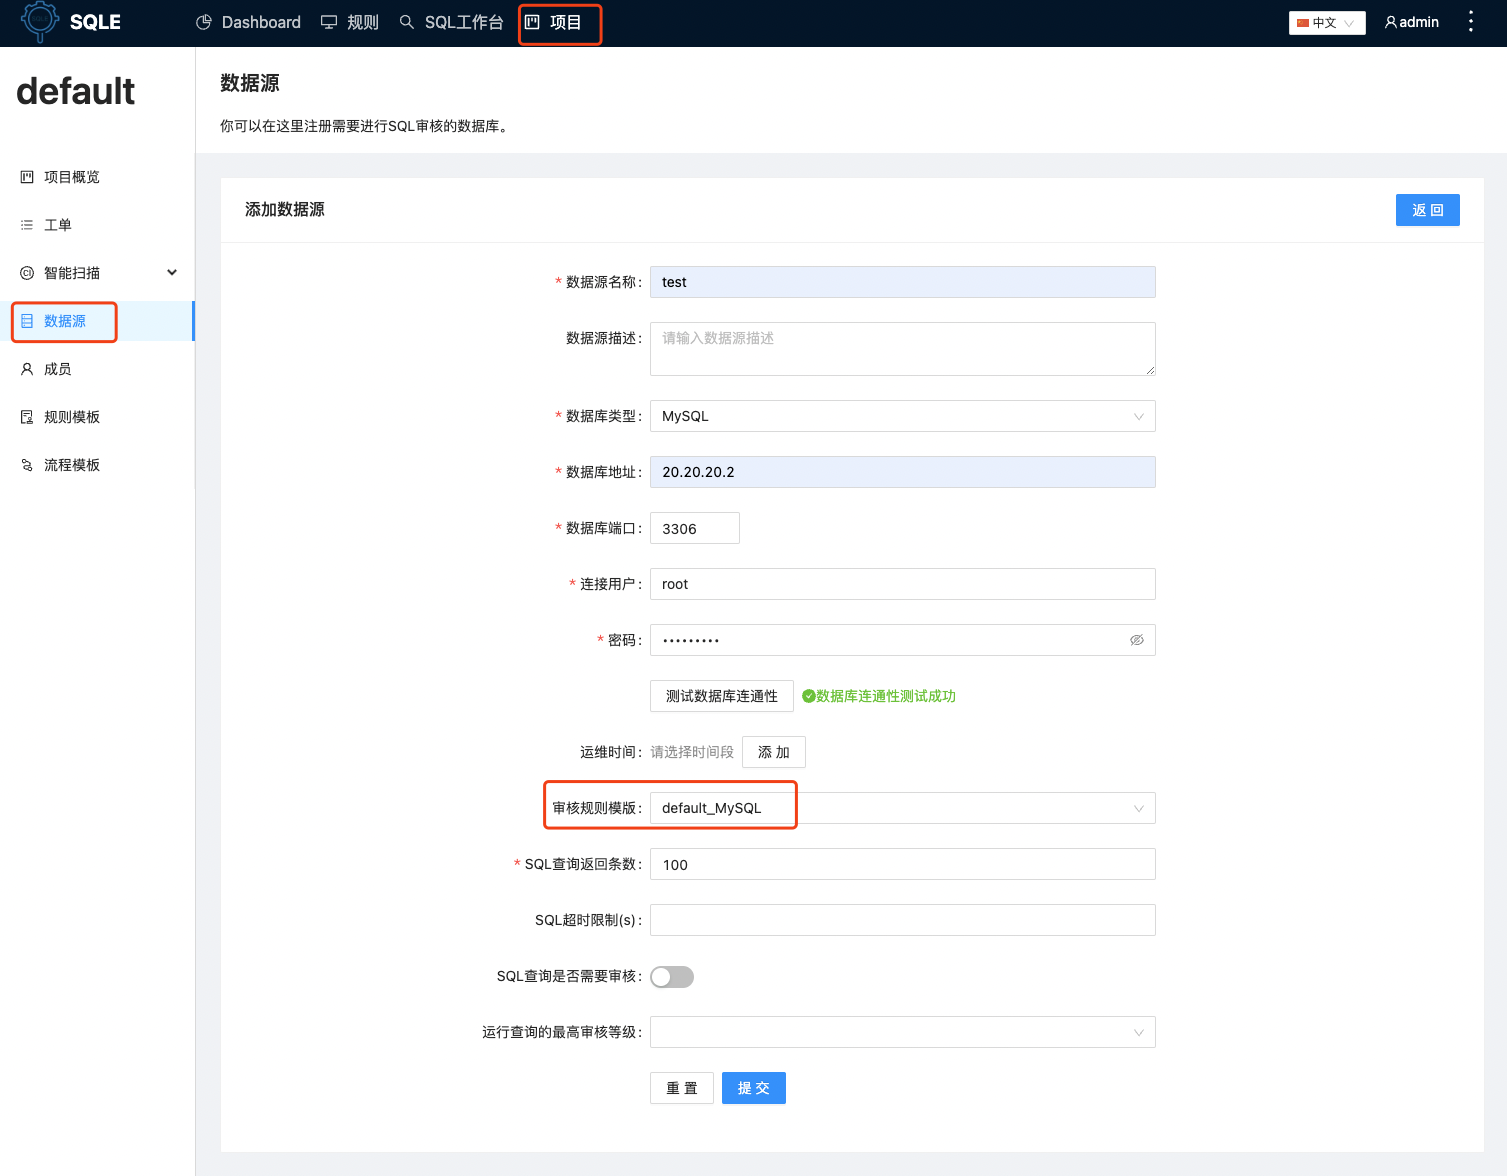 SQLE
Dashboard
规则
SQL工作台
项目
中文
admin
default
项目概览
工单
智能扫描
数据源
成员
规则模板
流程模板
数据源
你可以在这里注册需要进行SQL审核的数据库。
添加数据源
返 回
* 数据源名称: test
数据源描述: 请输入数据源描述
* 数据库类型: MySQL
* 数据库地址: 20.20.20.2
* 数据库端口: 3306
* 连接用户: root
* 密码: •••••••••
测试数据库连通性 数据库连通性测试成功
运维时间: 请选择时间段 添 加
审核规则模版: default_MySQL
* SQL查询返回条数: 100
SQL超时限制(s):
SQL查询是否需要审核:
运行查询的最高审核等级:
重 置 提 交